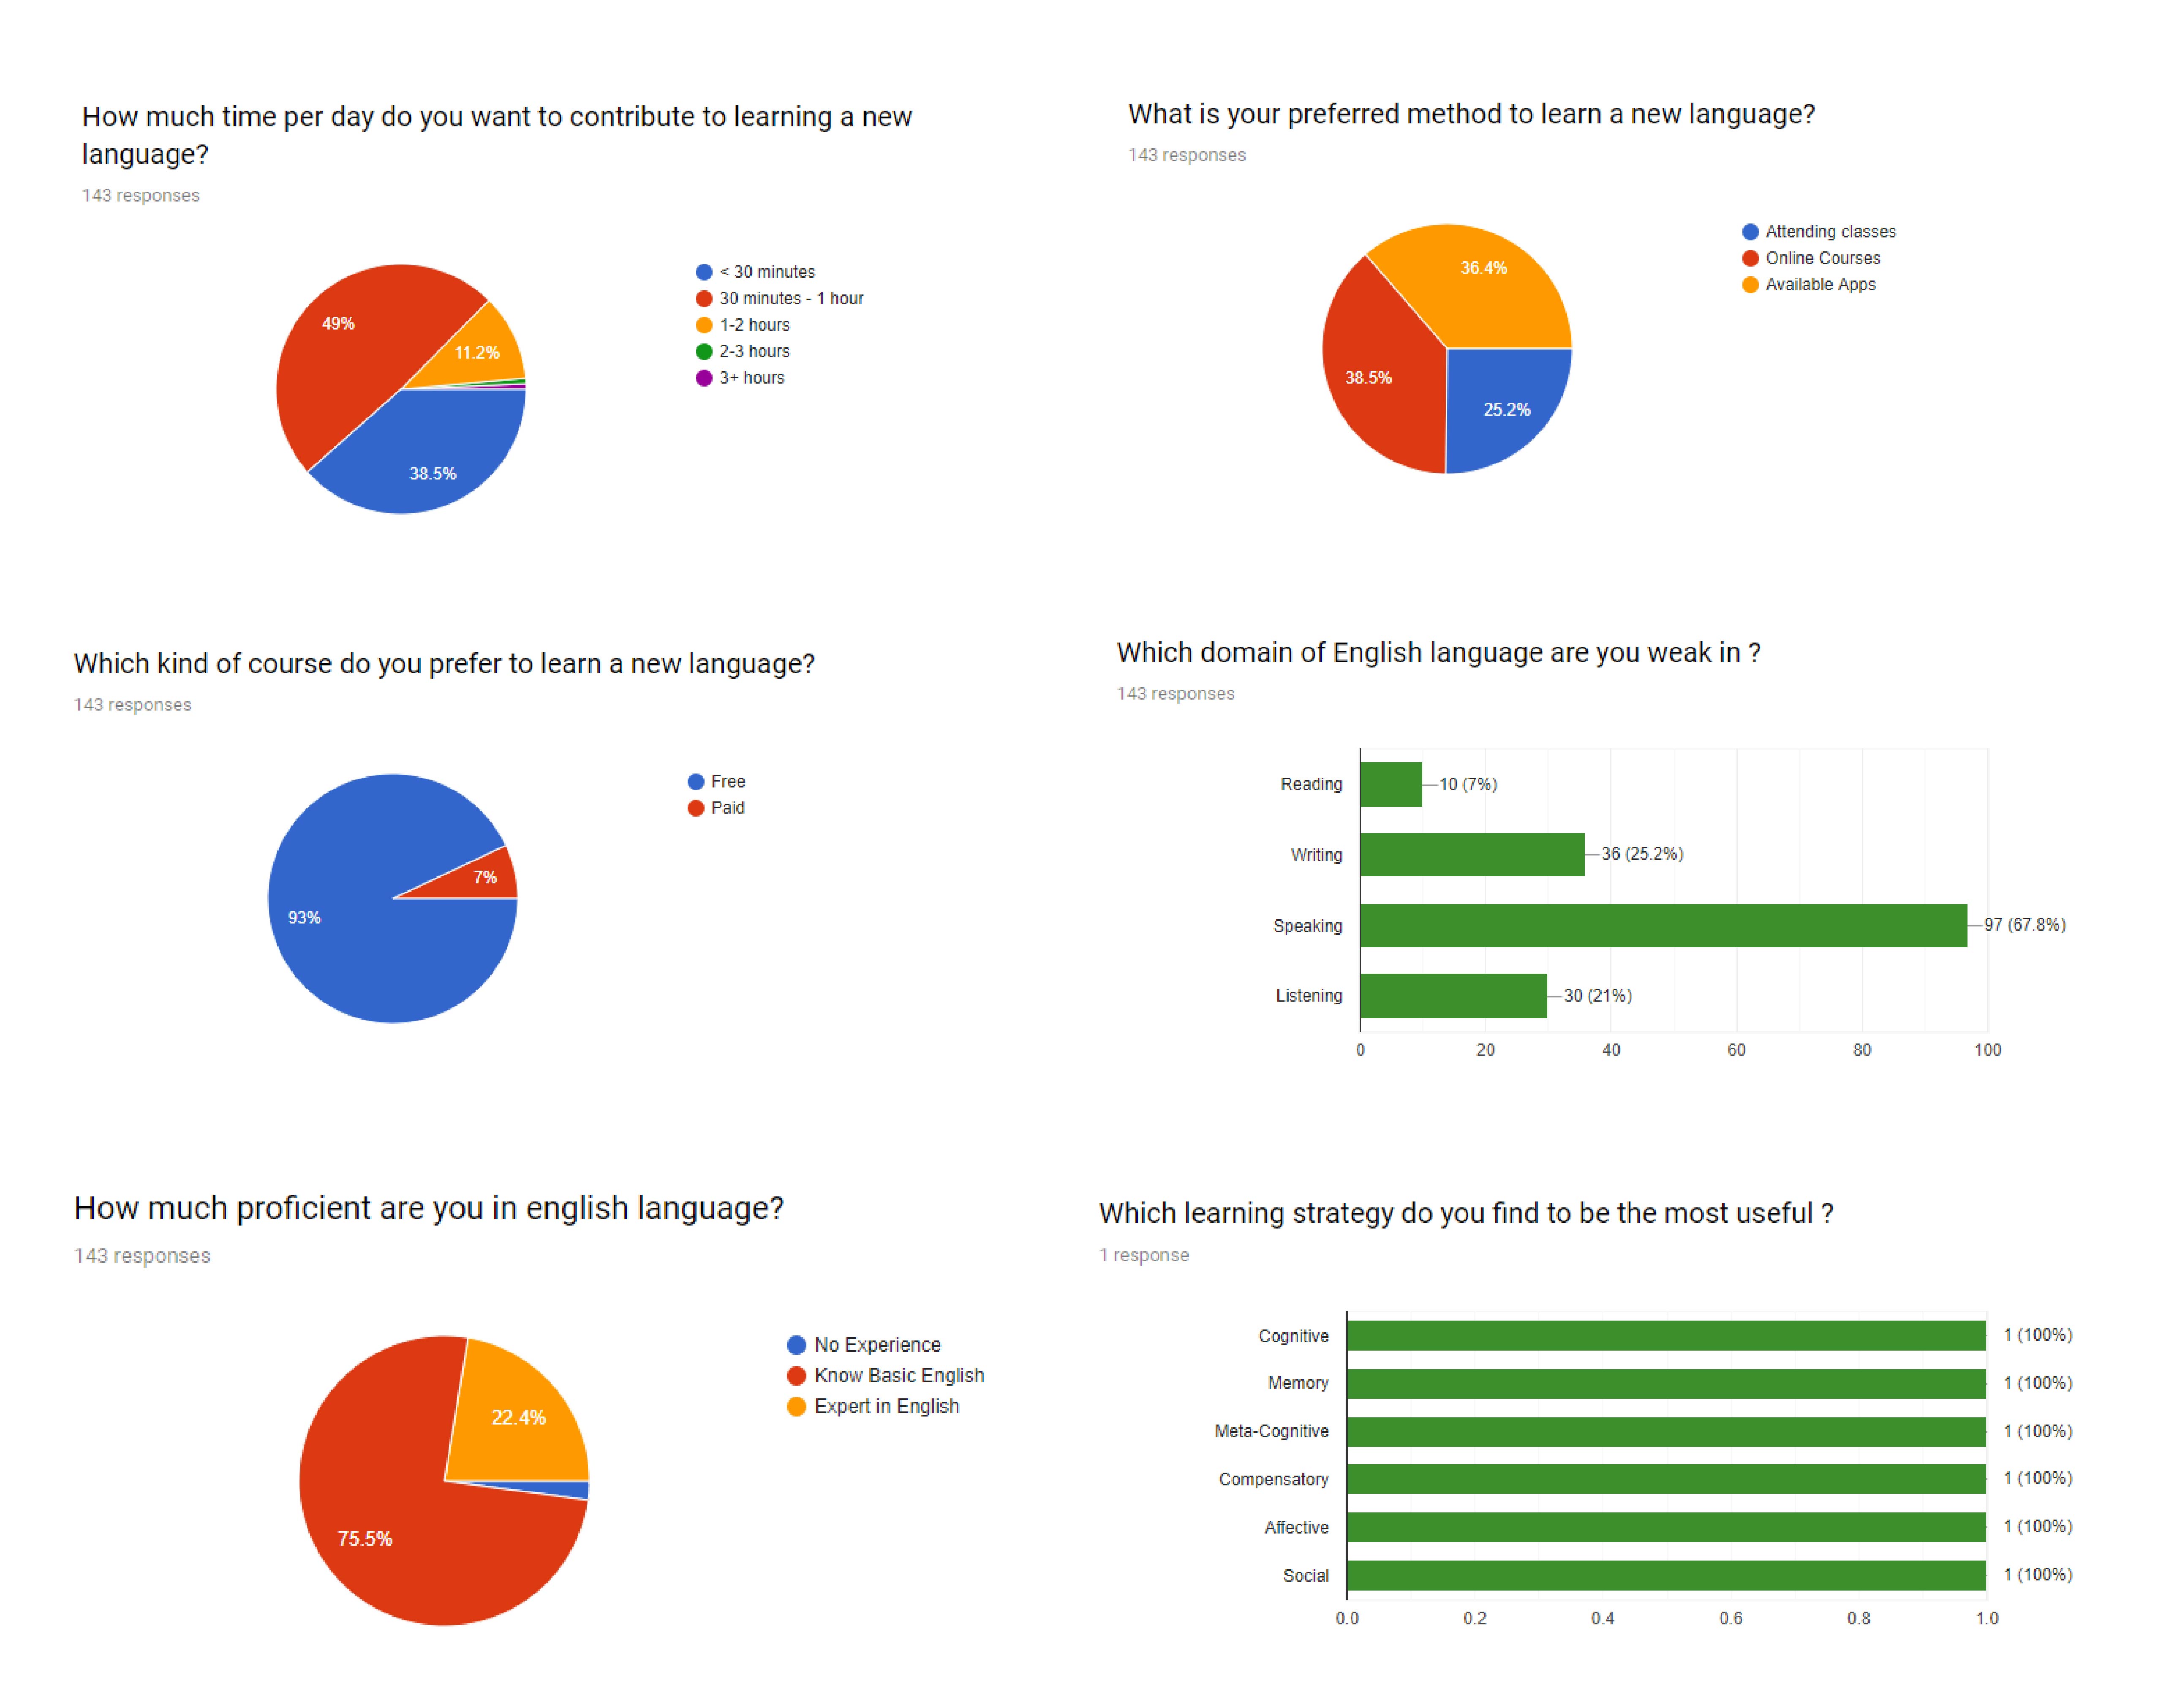 How much time per day do you want to contribute to learning a new
language?
143 responses
49%
11.2%
38.5%
< 30 minutes
30 minutes - 1 hour
1-2 hours
2-3 hours
3+ hours
What is your preferred method to learn a new language?
143 responses
36.4%
38.5%
25.2%
Attending classes
Online Courses
Available Apps
Which kind of course do you prefer to learn a new language?
143 responses
7%
93%
Free
Paid
Which domain of English language are you weak in ?
143 responses
Reading 10 (7%)
Writing 36 (25.2%)
Speaking 97 (67.8%)
Listening 30 (21%)
0 20 40 60 80 100
How much proficient are you in english language?
143 responses
22.4%
75.5%
No Experience
Know Basic English
Expert in English
Which learning strategy do you find to be the most useful ?
1 response
Cognitive 1 (100%)
Memory 1 (100%)
Meta-Cognitive 1 (100%)
Compensatory 1 (100%)
Affective 1 (100%)
Social 1 (100%)
0.0 0.2 0.4 0.6 0.8 1.0